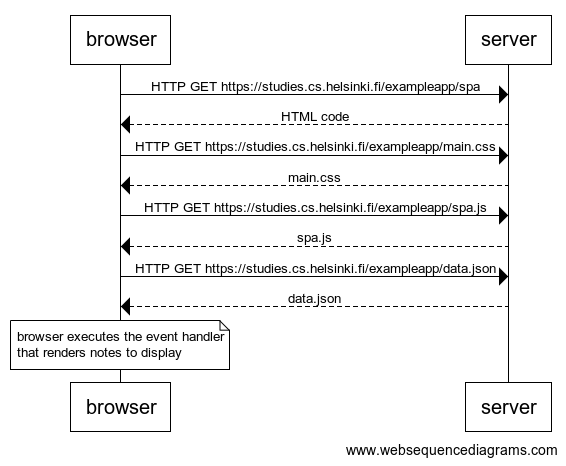 browser server
HTTP GET https://studies.cs.helsinki.fi/exampleapp/spa
HTML code
HTTP GET https://studies.cs.helsinki.fi/exampleapp/main.css
main.css
HTTP GET https://studies.cs.helsinki.fi/exampleapp/spa.js
spa.js
HTTP GET https://studies.cs.helsinki.fi/exampleapp/data.json
data.json
browser executes the event handler
that renders notes to display
browser server
www.websequencediagrams.com